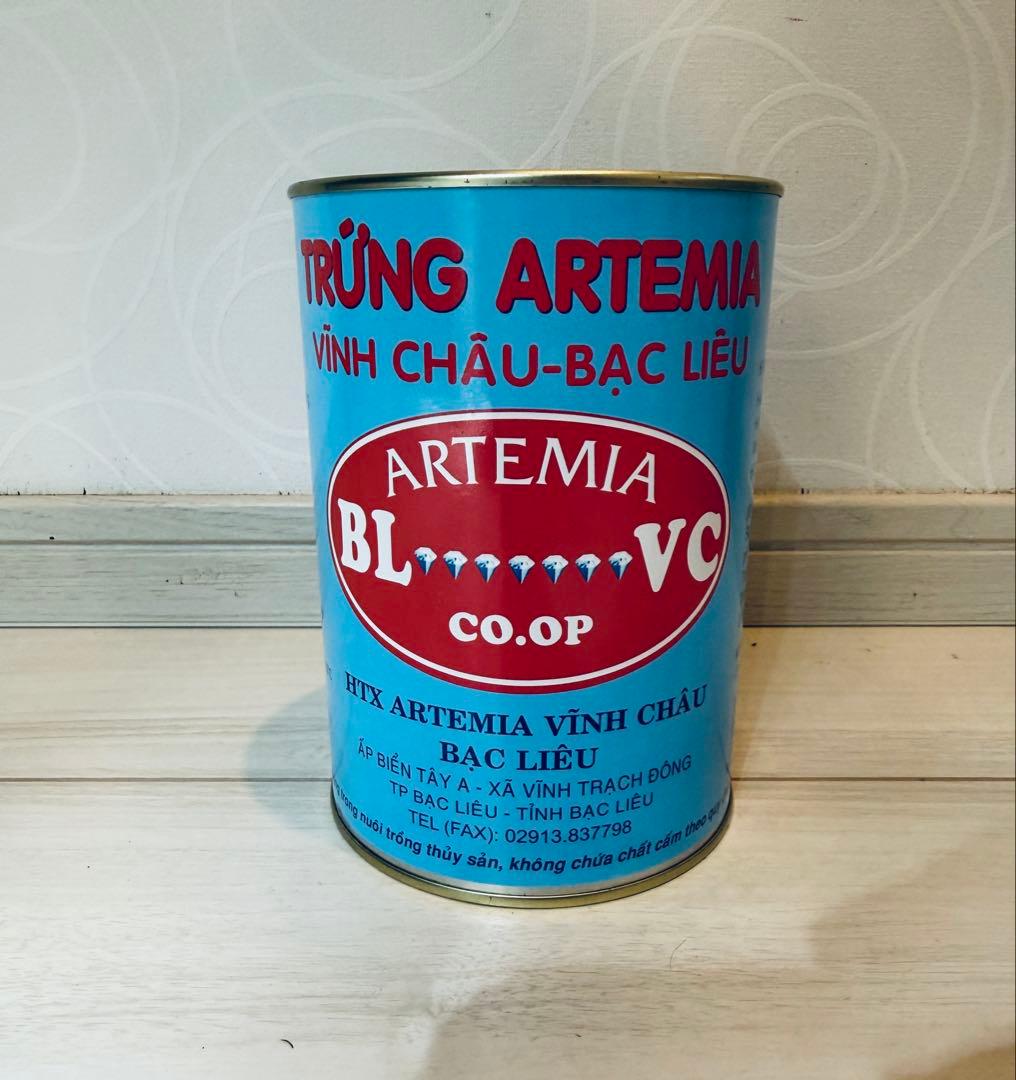 TRỨNG ARTEMIA
VĨNH CHÂU-BẠC LIÊU
ARTEMIA
BL VC
CO.OP
HTX ARTEMIA VĨNH CHÂU
BẠC LIÊU
ẤP BIỂN TÂY A - XÃ VĨNH TRẠCH ĐÔNG
TP BẠC LIÊU - TỈNH BẠC LIÊU
TEL (FAX): 02913.837798
trong nuôi trồng thủy sản, không chứa chất cấm theo quy